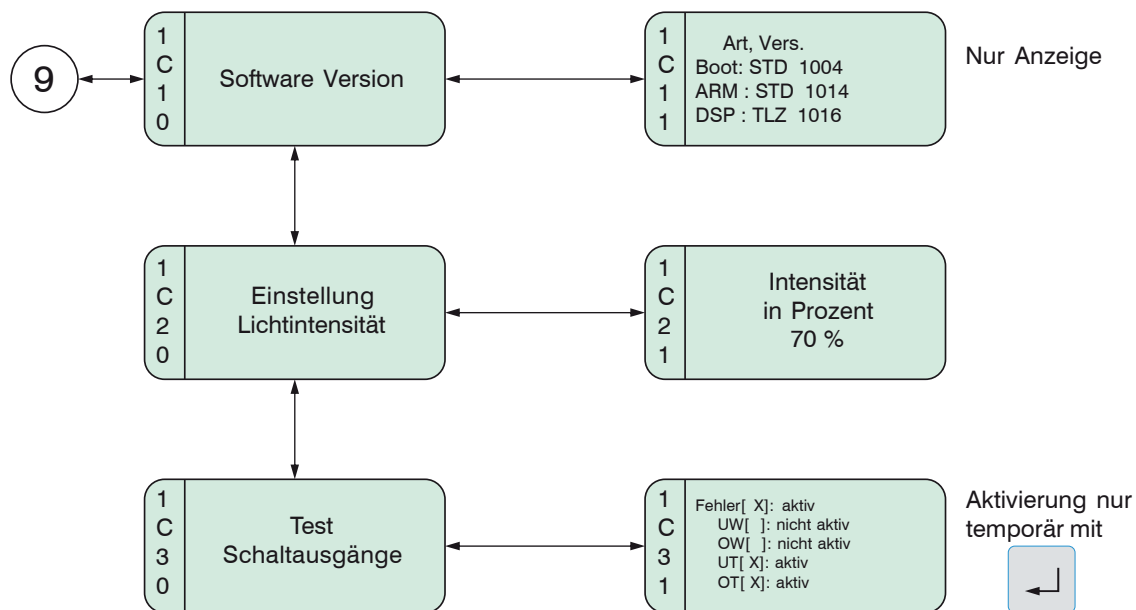 9
1
C
1
0
Software Version
1
C
1
1
Art, Vers.
Boot: STD 1004
ARM : STD 1014
DSP : TLZ 1016
Nur Anzeige
1
C
2
0
Einstellung
Lichtintensität
1
C
2
1
Intensität
in Prozent
70 %
1
C
3
0
Test
Schaltausgänge
1
C
3
1
Fehler[ X]: aktiv
UW[ ]: nicht aktiv
OW[ ]: nicht aktiv
UT[ X]: aktiv
OT[ X]: aktiv
Aktivierung nur
temporär mit